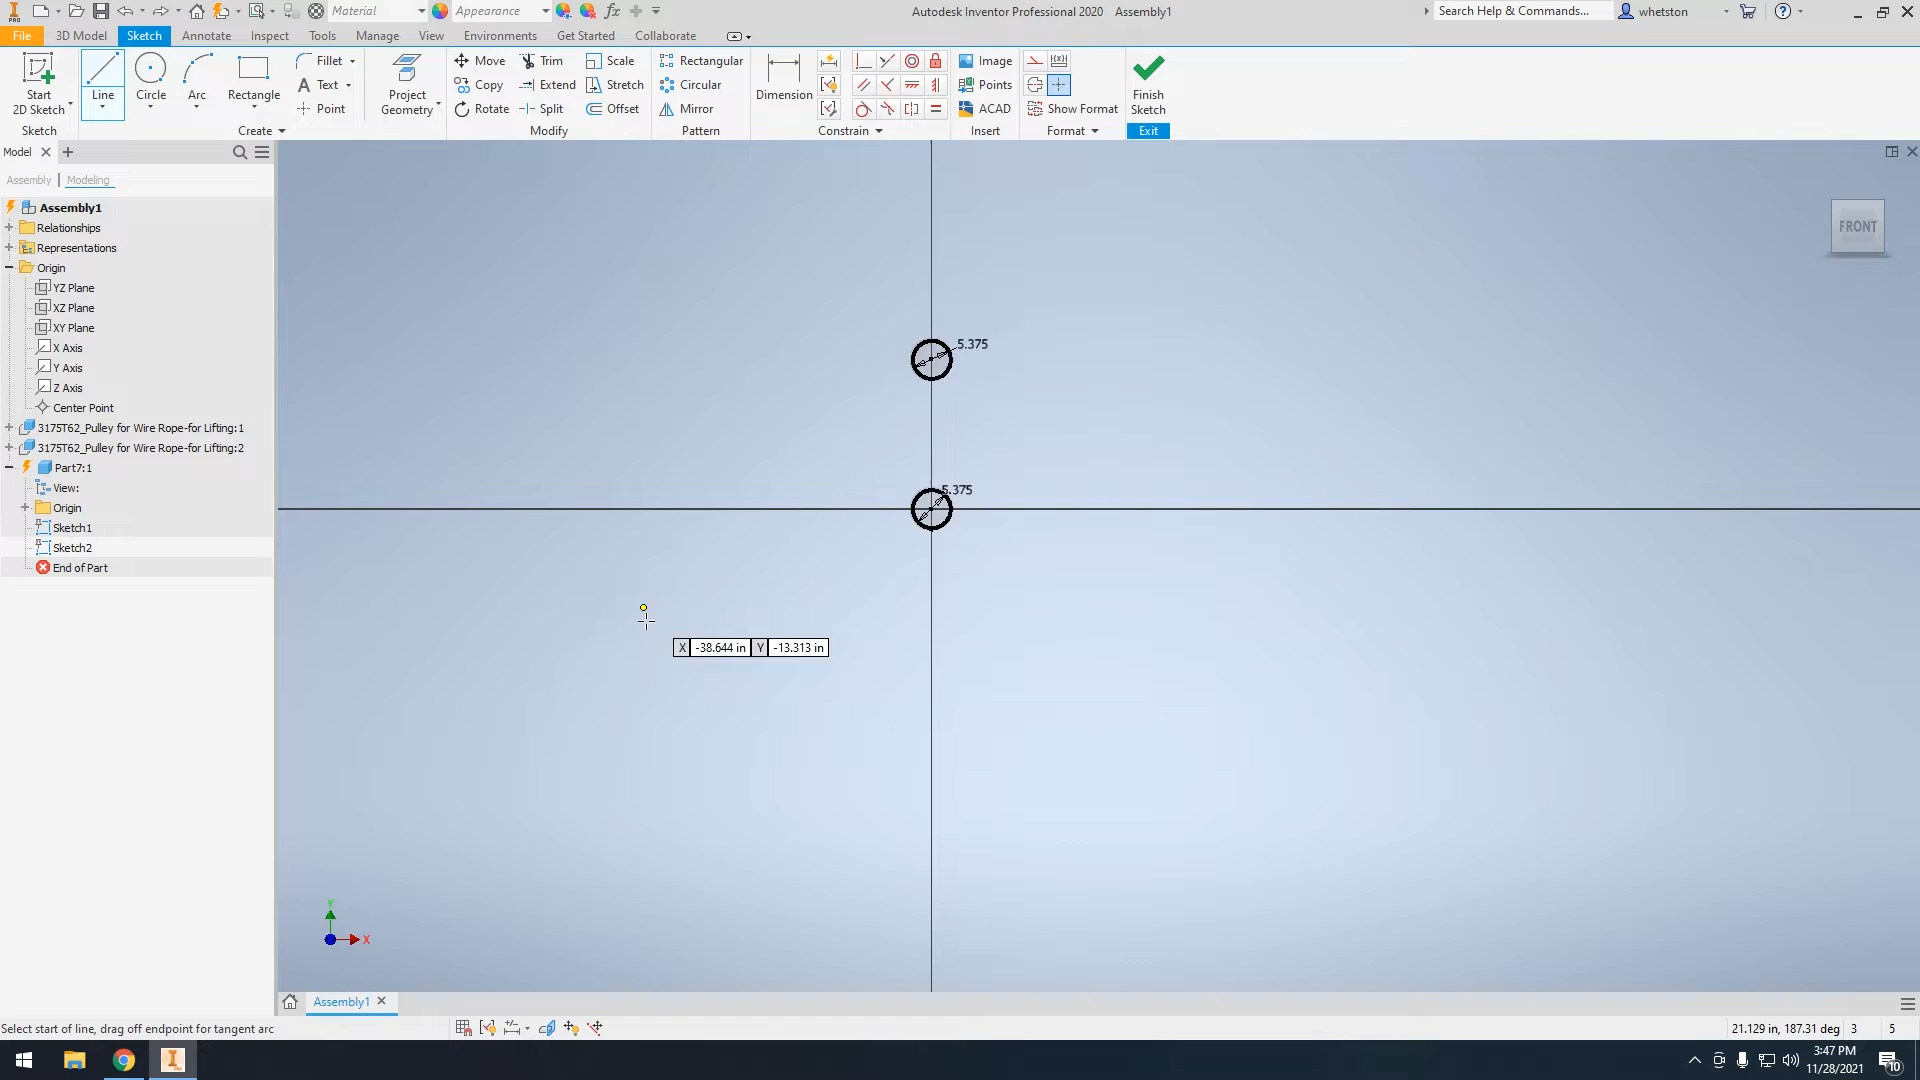 Material
Appearance
Autodesk Inventor Professional 2020 Assembly1
Search Help & Commands...
whetston
PRO
File 3D Model Sketch Annotate Inspect Tools Manage View Environments Get Started Collaborate
Start 2D Sketch
Line
Circle
Arc
Rectangle
Fillet
Text
Point
Project Geometry
Move
Copy
Rotate
Trim
Extend
Split
Scale
Stretch
Offset
Rectangular
Circular
Mirror
Dimension
Image
Points
ACAD
Show Format
Finish Sketch
Sketch
Create
Modify
Pattern
Constrain
Insert
Format
Exit
Model
Assembly | Modeling
Assembly1
Relationships
Representations
Origin
YZ Plane
XZ Plane
XY Plane
X Axis
Y Axis
Z Axis
Center Point
3175T62_Pulley for Wire Rope-for Lifting:1
3175T62_Pulley for Wire Rope-for Lifting:2
Part7:1
View:
Origin
Sketch1
Sketch2
End of Part
FRONT
5.375
5.375
X -38.644 in Y -13.313 in
Y
X
Assembly1
Select start of line, drag off endpoint for tangent arc
21.129 in, 187.31 deg 3 5
3:47 PM
11/28/2021
10